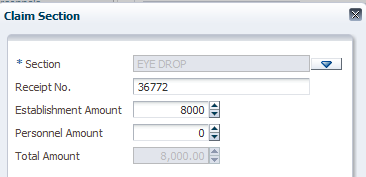 Claim Section
* Section EYE DROP
Receipt No. 36772
Establishment Amount 8000
Personnel Amount 0
Total Amount 8,000.00